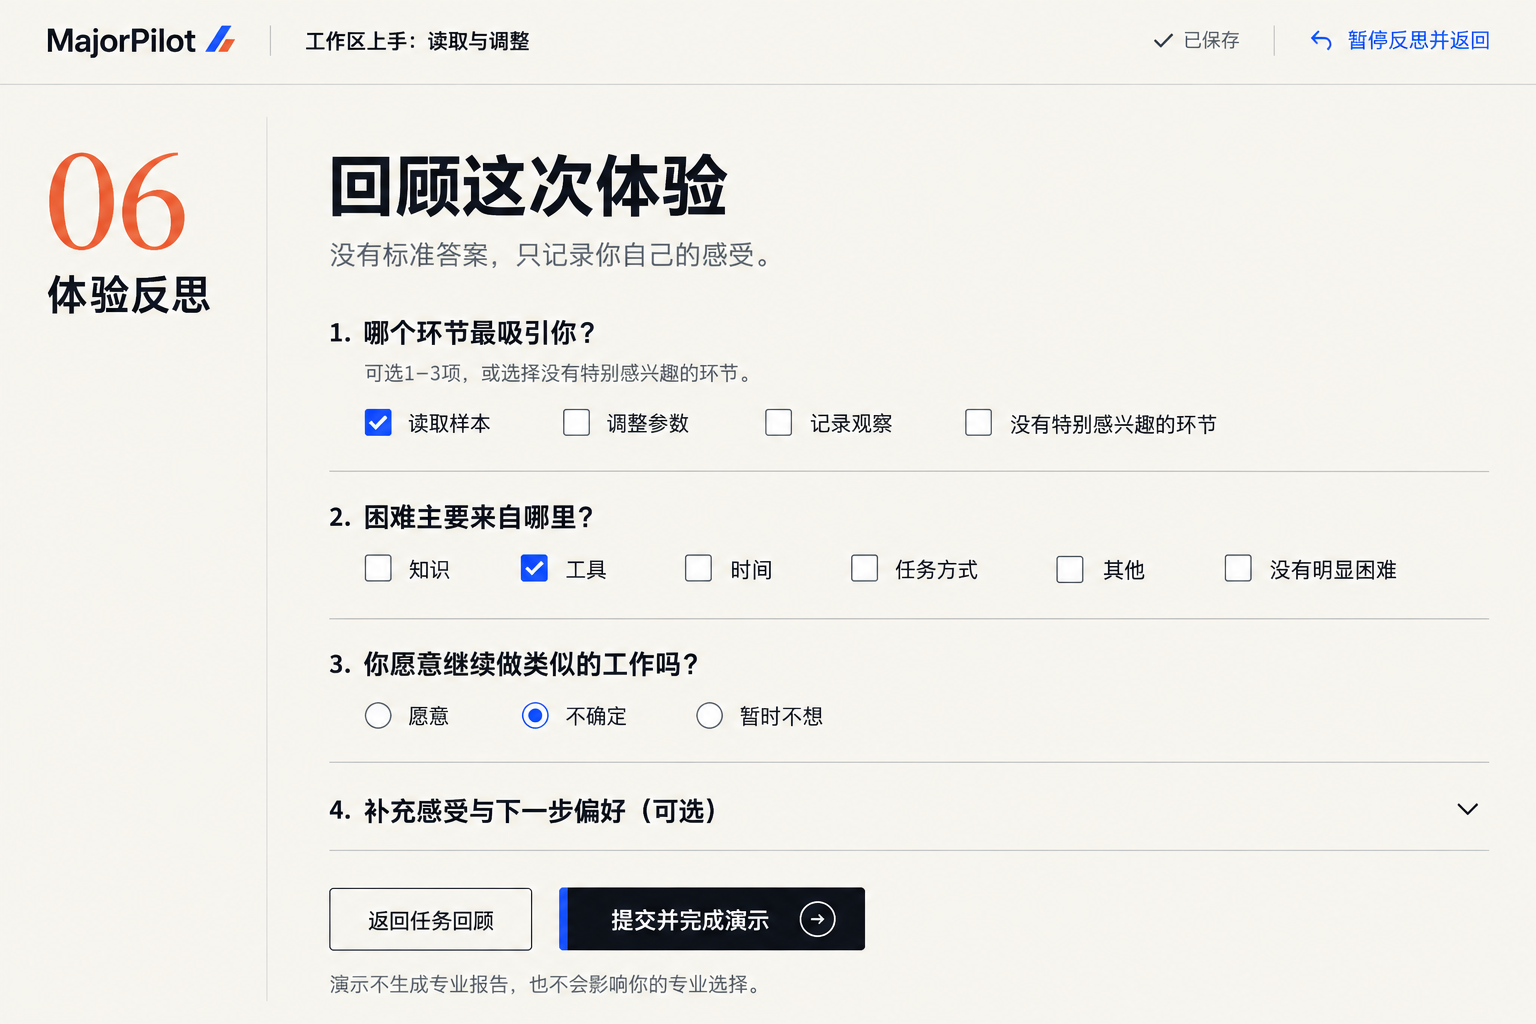 MajorPilot
工作区上手：读取与调整
已保存
暂停反思并返回
06
体验反思
回顾这次体验
没有标准答案，只记录你自己的感受。
1. 哪个环节最吸引你？
可选1–3项，或选择没有特别感兴趣的环节。
读取样本 调整参数 记录观察 没有特别感兴趣的环节
2. 困难主要来自哪里？
知识 工具 时间 任务方式 其他 没有明显困难
3. 你愿意继续做类似的工作吗？
愿意 不确定 暂时不想
4. 补充感受与下一步偏好（可选）
返回任务回顾
提交并完成演示
演示不生成专业报告，也不会影响你的专业选择。